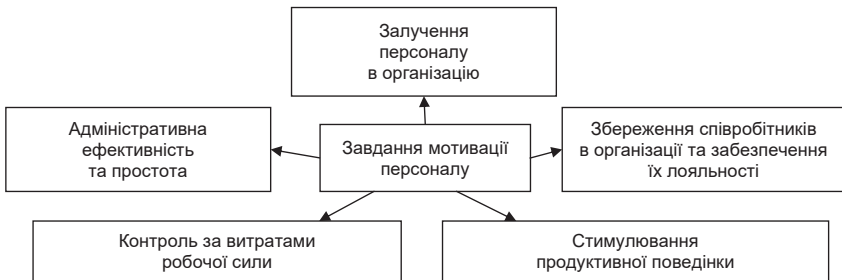 Залучення
персоналу
в організацію
Адміністративна
ефективність
та простота
Завдання мотивації
персоналу
Збереження співробітників
в організації та забезпечення
їх лояльності
Контроль за витратами
робочої сили
Стимулювання
продуктивної поведінки